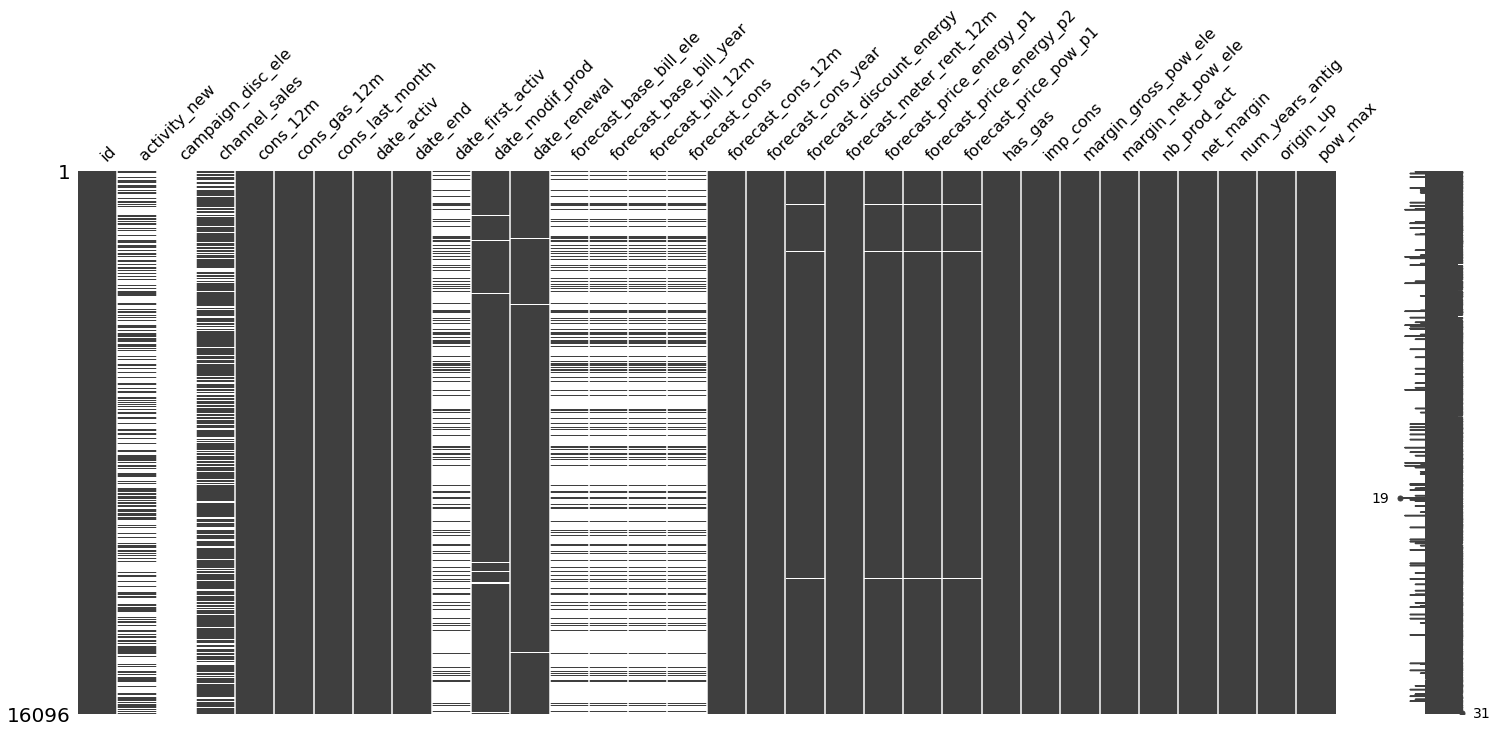 id
activity_new
campaign_disc_ele
channel_sales
cons_12m
cons_gas_12m
cons_last_month
date_activ
date_end
date_first_activ
date_modif_prod
date_renewal
forecast_base_bill_ele
forecast_base_bill_year
forecast_bill_12m
forecast_cons
forecast_cons_12m
forecast_cons_year
forecast_discount_energy
forecast_meter_rent_12m
forecast_price_energy_p1
forecast_price_energy_p2
forecast_price_pow_p1
has_gas
imp_cons
margin_gross_pow_ele
margin_net_pow_ele
nb_prod_act
net_margin
num_years_antig
origin_up
pow_max
1
19
16096
31